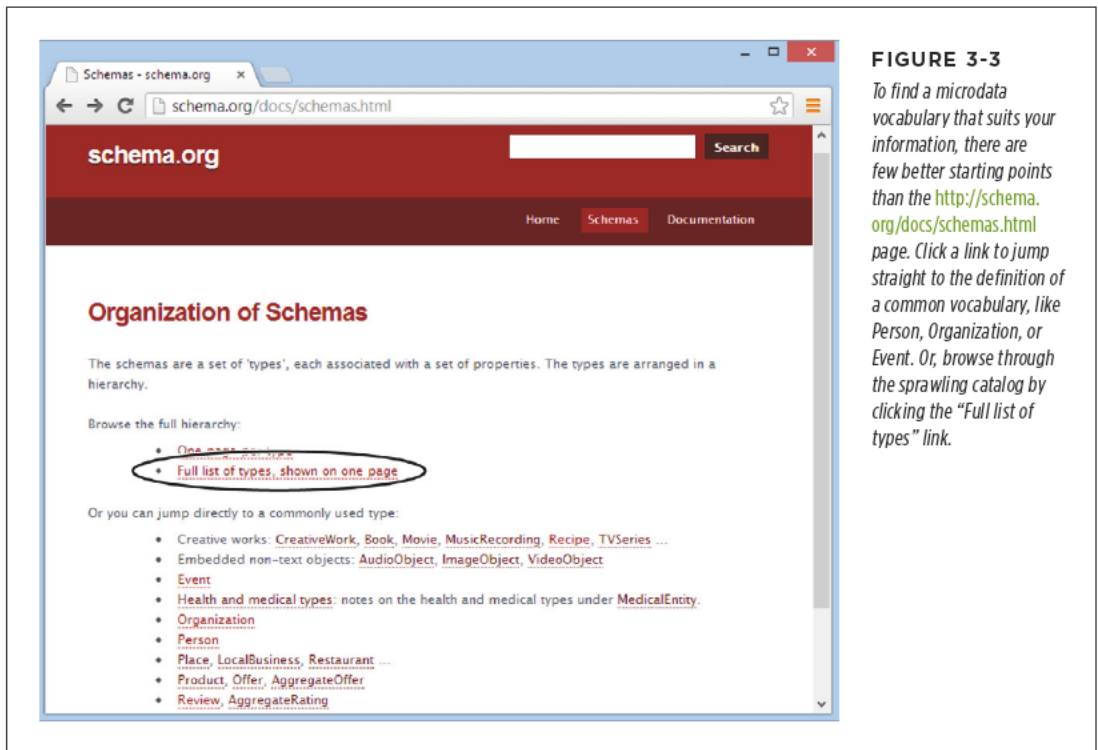 Schemas - schema.org
schema.org/docs/schemas.html
schema.org
Search
Home Schemas Documentation
Organization of Schemas
The schemas are a set of 'types', each associated with a set of properties. The types are arranged in a
hierarchy.
Browse the full hierarchy:
• One page per type
• Full list of types, shown on one page
Or you can jump directly to a commonly used type:
• Creative works: CreativeWork, Book, Movie, MusicRecording, Recipe, TVSeries ...
• Embedded non-text objects: AudioObject, ImageObject, VideoObject
• Event
• Health and medical types: notes on the health and medical types under MedicalEntity.
• Organization
• Person
• Place, LocalBusiness, Restaurant ...
• Product, Offer, AggregateOffer
• Review, AggregateRating
FIGURE 3-3
To find a microdata
vocabulary that suits your
information, there are
few better starting points
than the http://schema.
org/docs/schemas.html
page. Click a link to jump
straight to the definition of
a common vocabulary, like
Person, Organization, or
Event. Or, browse through
the sprawling catalog by
clicking the “Full list of
types” link.